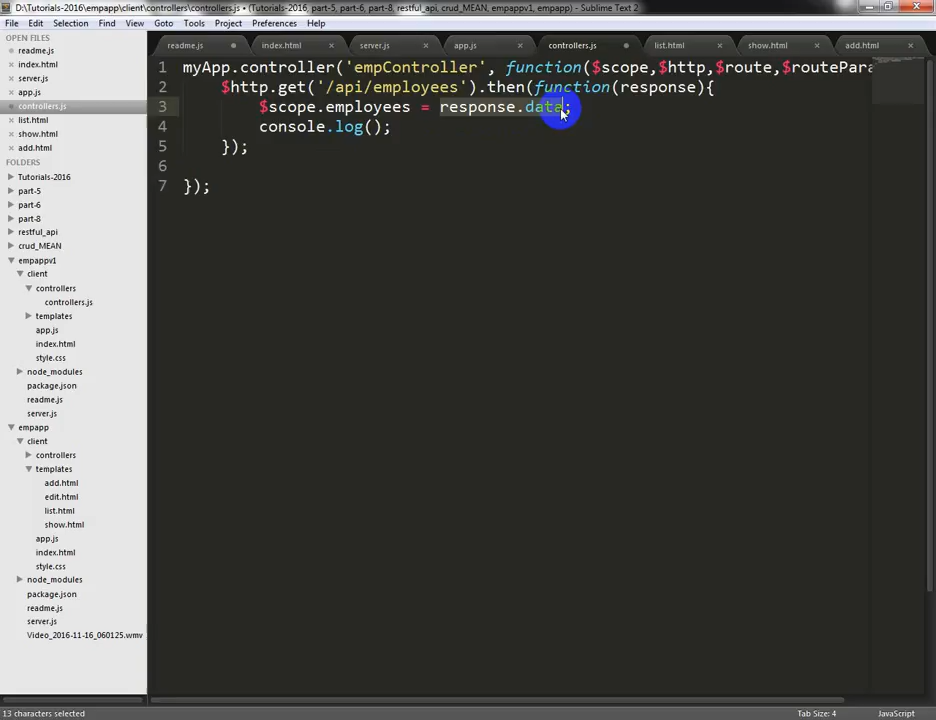 D:\Tutorials-2016\empapp\client\controllers\controllers.js • (Tutorials-2016, part-5, part-6, part-8, restful_api, crud_MEAN, empappv1, empapp) - Sublime Text 2
File Edit Selection Find View Goto Tools Project Preferences Help
OPEN FILES
readme.js
index.html
server.js
app.js
controllers.js
list.html
show.html
add.html
FOLDERS
Tutorials-2016
part-5
part-6
part-8
restful_api
crud_MEAN
empappv1
client
controllers
controllers.js
templates
app.js
index.html
style.css
node_modules
package.json
readme.js
server.js
empapp
client
controllers
templates
add.html
edit.html
list.html
show.html
app.js
index.html
style.css
node_modules
package.json
readme.js
server.js
Video_2016-11-16_060125.wmv
readme.js index.html server.js app.js controllers.js list.html show.html add.html
1 myApp.controller('empController', function($scope,$http,$route,$routePara
2 $http.get('/api/employees').then(function(response){
3 $scope.employees = response.data;
4 console.log();
5 });
6
7 });
13 characters selected Tab Size: 4 JavaScript